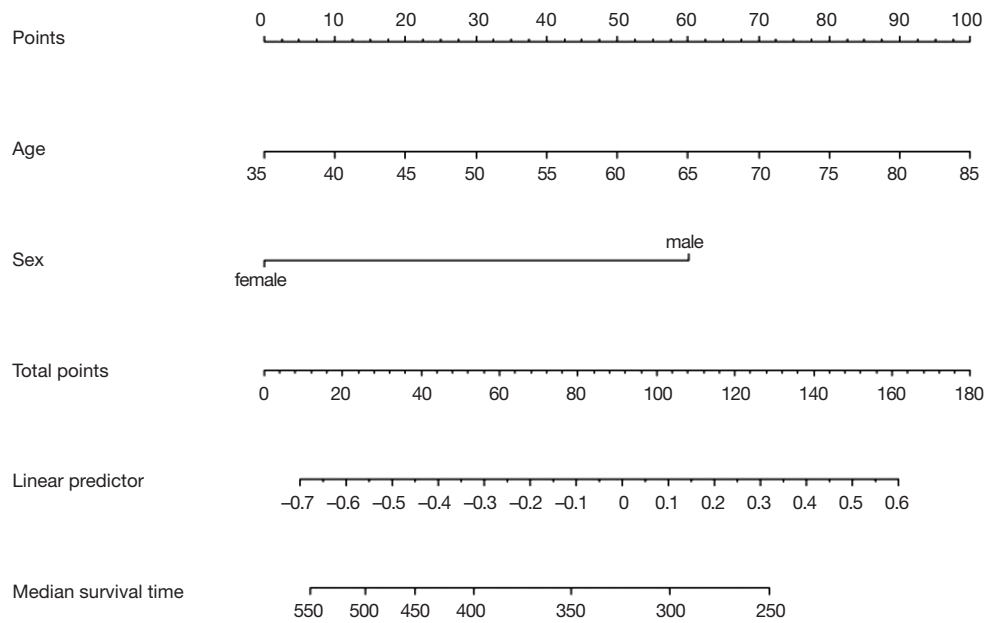 0 10 20 30 40 50 60 70 80 90 100
Points
Age
35 40 45 50 55 60 65 70 75 80 85
male
Sex
female
Total points
0 20 40 60 80 100 120 140 160 180
Linear predictor
–0.7 –0.6 –0.5 –0.4 –0.3 –0.2 –0.1 0 0.1 0.2 0.3 0.4 0.5 0.6
Median survival time
550 500 450 400 350 300 250